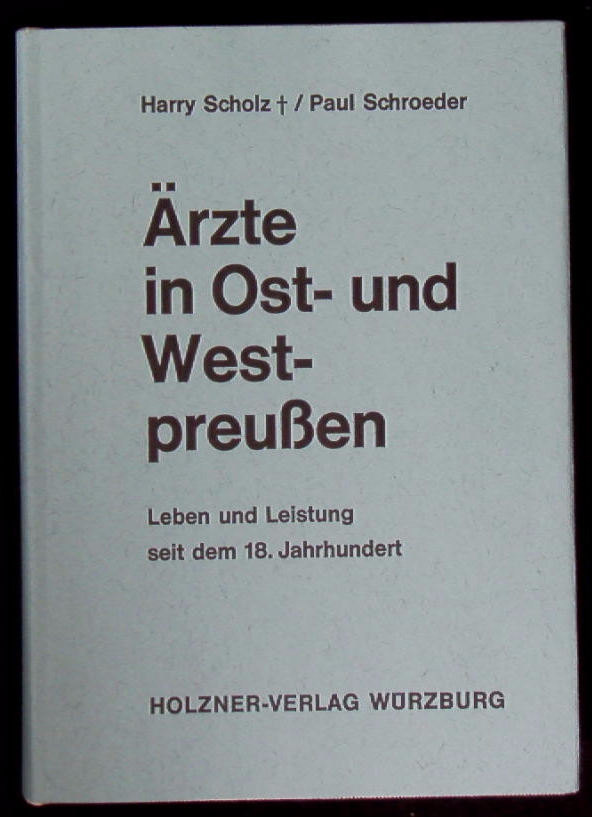 Harry Scholz † / Paul Schroeder
Ärzte
in Ost- und
West-
preußen
Leben und Leistung
seit dem 18. Jahrhundert
HOLZNER-VERLAG WÜRZBURG